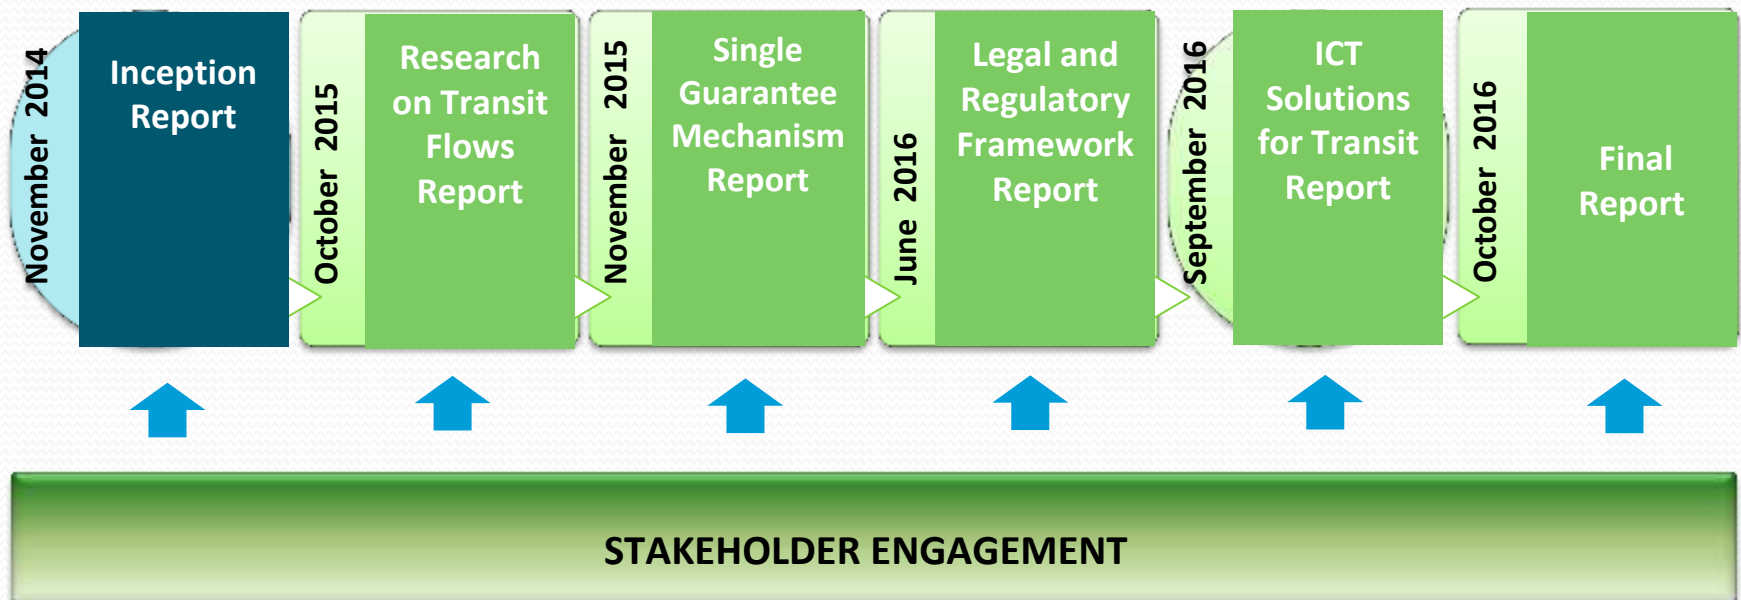 November 2014
Inception
Report
October 2015
Research
on Transit
Flows
Report
November 2015
Single
Guarantee
Mechanism
Report
June 2016
Legal and
Regulatory
Framework
Report
September 2016
ICT
Solutions
for Transit
Report
October 2016
Final
Report
STAKEHOLDER ENGAGEMENT